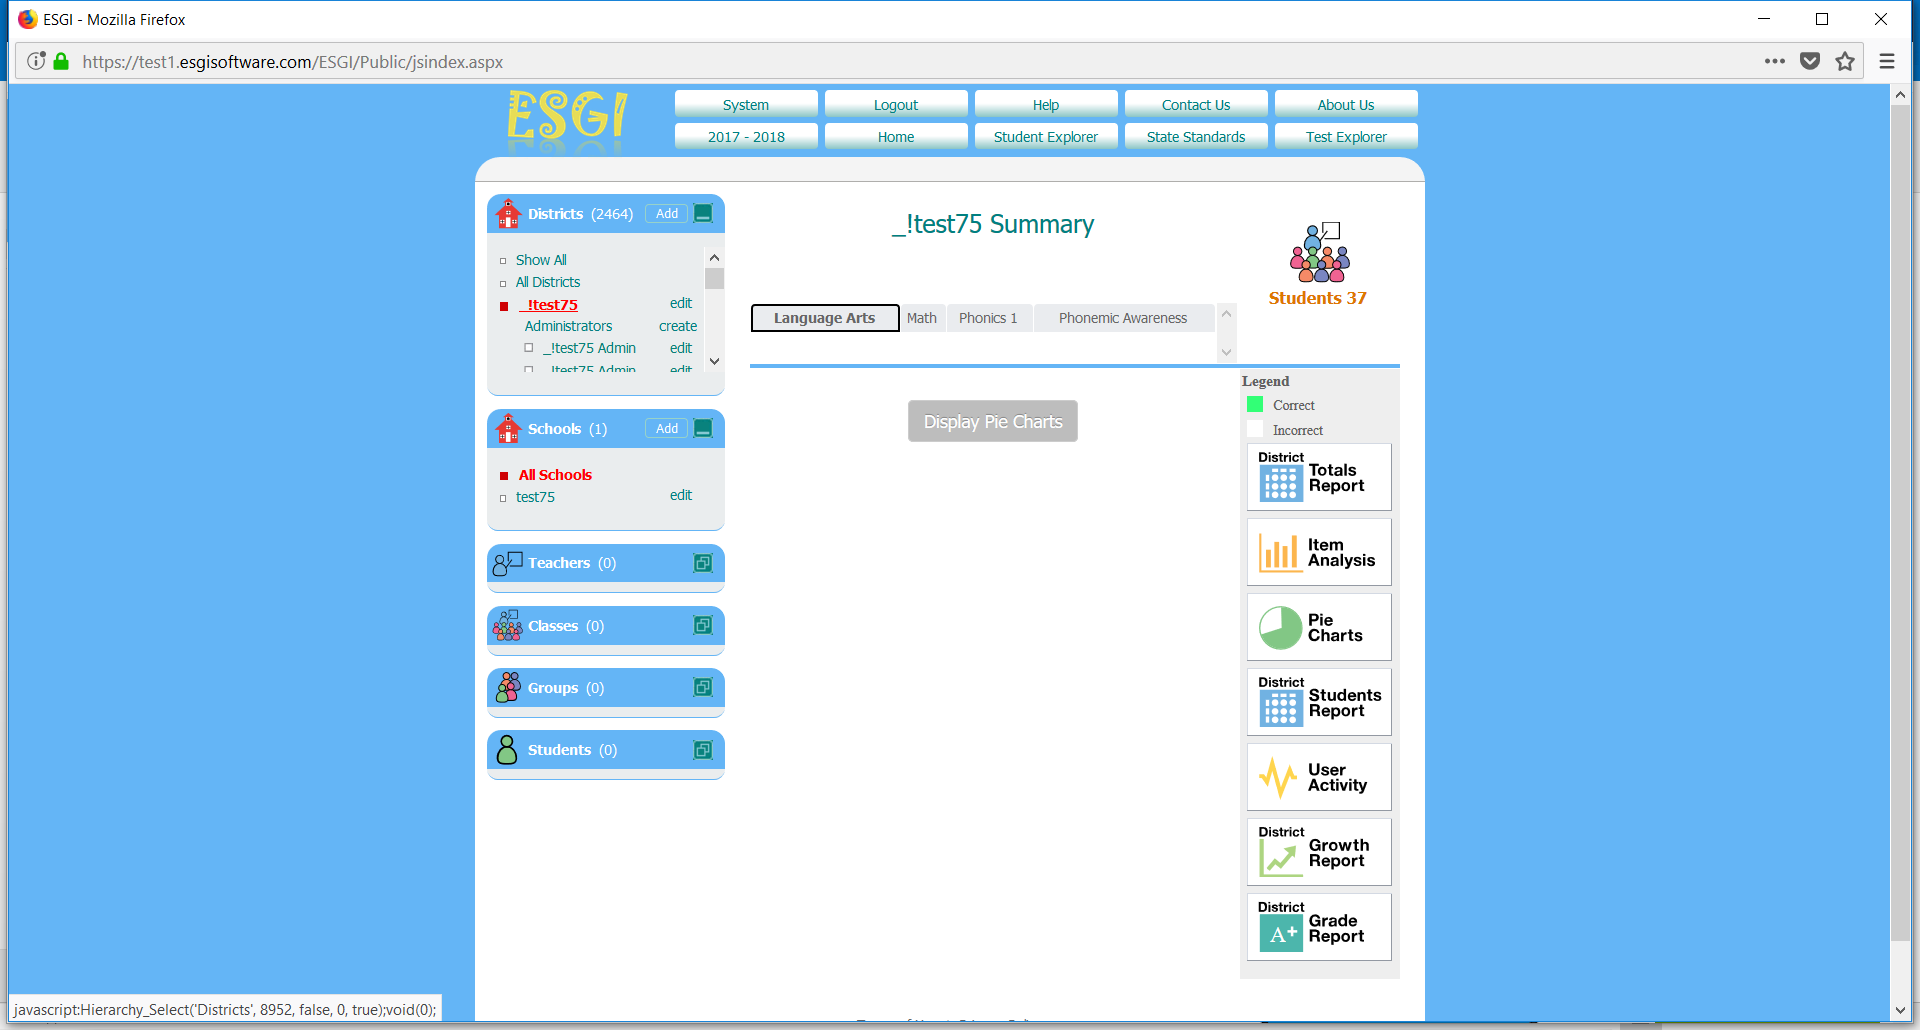 ESGI - Mozilla Firefox
https://test1.esgisoftware.com/ESGI/Public/jsindex.aspx
ESGI
System
Logout
Help
Contact Us
About Us
2017 - 2018
Home
Student Explorer
State Standards
Test Explorer
Districts (2464) Add
Show All
All Districts
_!test75 edit
Administrators create
_!test75 Admin edit
_!test75 Admin edit
Schools (1) Add
All Schools
test75 edit
Teachers (0)
Classes (0)
Groups (0)
Students (0)
_!test75 Summary
Students 37
Language Arts
Math
Phonics 1
Phonemic Awareness
Display Pie Charts
Legend
Correct
Incorrect
District
Totals
Report
Item
Analysis
Pie
Charts
District
Students
Report
User
Activity
District
Growth
Report
District
A+
Grade
Report
javascript:Hierarchy_Select('Districts', 8952, false, 0, true);void(0);